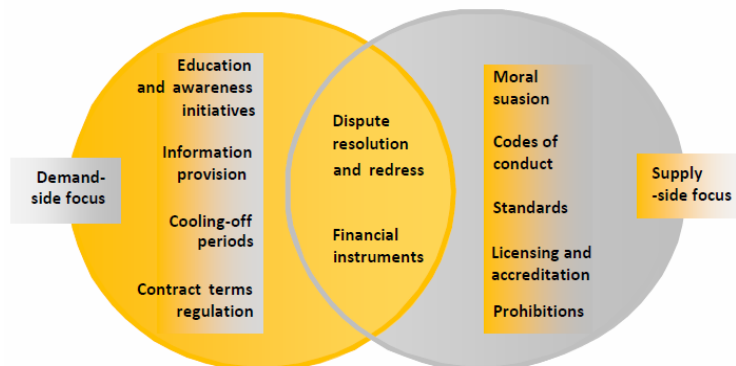 Demand-
side focus
Education
and awareness
initiatives
Information
provision
Cooling-off
periods
Contract terms
regulation
Dispute
resolution
and redress
Financial
instruments
Moral
suasion
Codes of
conduct
Standards
Licensing and
accreditation
Prohibitions
Supply
-side focus